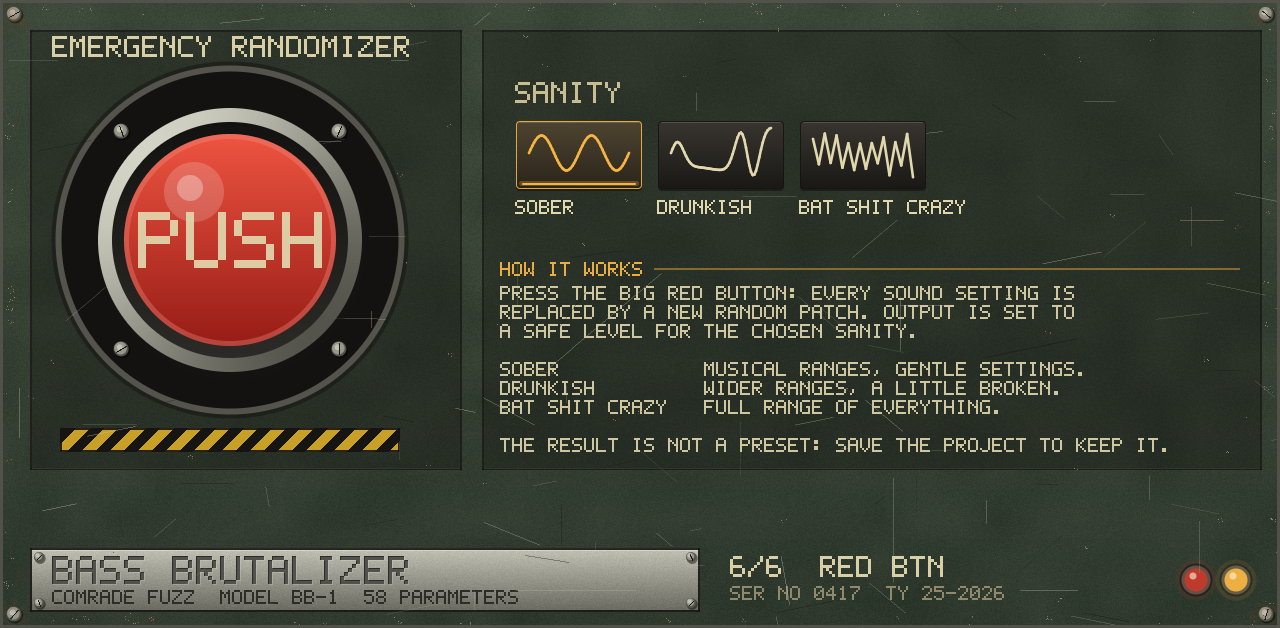 EMERGENCY RANDOMIZER
PUSH
SANITY
SOBER
DRUNKISH
BAT SHIT CRAZY
HOW IT WORKS
PRESS THE BIG RED BUTTON: EVERY SOUND SETTING IS
REPLACED BY A NEW RANDOM PATCH. OUTPUT IS SET TO
A SAFE LEVEL FOR THE CHOSEN SANITY.
SOBER MUSICAL RANGES, GENTLE SETTINGS.
DRUNKISH WIDER RANGES, A LITTLE BROKEN.
BAT SHIT CRAZY FULL RANGE OF EVERYTHING.
THE RESULT IS NOT A PRESET: SAVE THE PROJECT TO KEEP IT.
BASS BRUTALIZER
COMRADE FUZZ MODEL BB-1 58 PARAMETERS
6/6 RED BTN
SER NO 0417 TY 25-2026